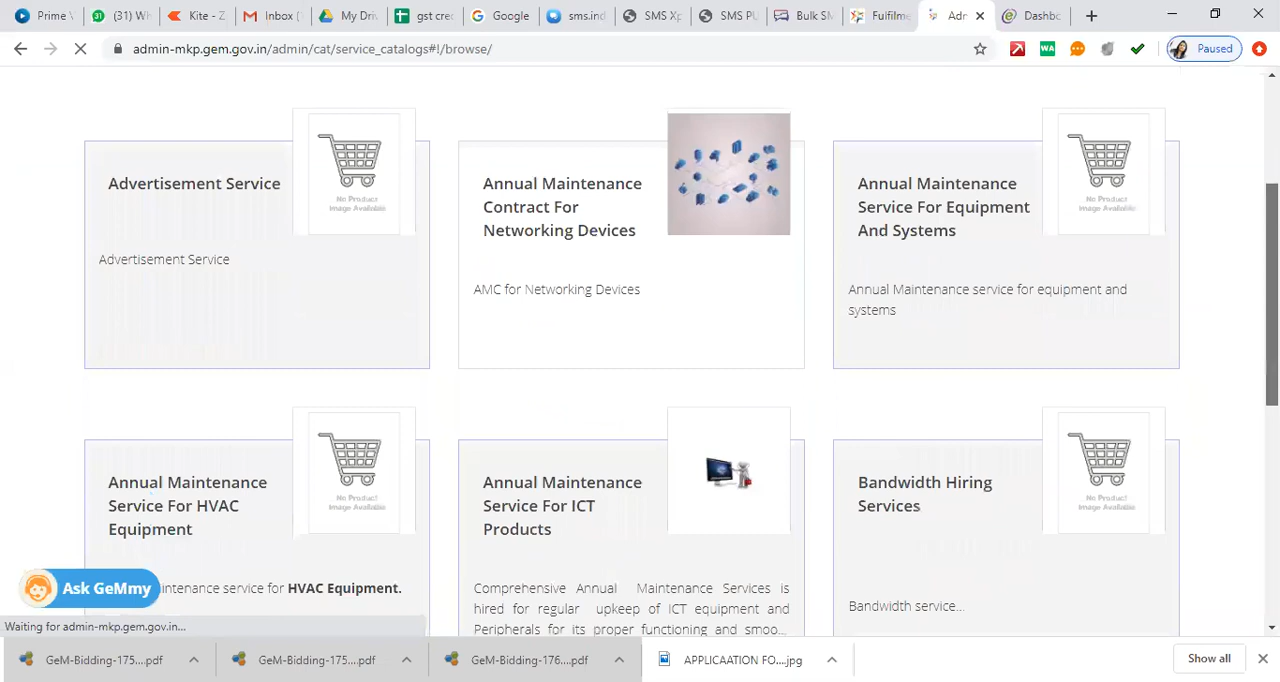 Prime V
(31) Wh
Kite - Z
Inbox (
My Driv
gst cred
Google
sms.ind
SMS Xp
SMS PU
Bulk SM
Fulfilme
Adr
Dashbo
admin-mkp.gem.gov.in/admin/cat/service_catalogs#!/browse/
Paused
Advertisement Service
No Product
Image Available
Advertisement Service
Annual Maintenance
Contract For
Networking Devices
AMC for Networking Devices
Annual Maintenance
Service For Equipment
And Systems
No Product
Image Available
Annual Maintenance service for equipment and
systems
Annual Maintenance
Service For HVAC
Equipment
No Product
Image Available
intenance service for HVAC Equipment.
Annual Maintenance
Service For ICT
Products
Comprehensive Annual Maintenance Services is
hired for regular upkeep of ICT equipment and
Peripherals for its proper functioning and smoo...
Bandwidth Hiring
Services
No Product
Image Available
Bandwidth service...
Ask GeMmy
Waiting for admin-mkp.gem.gov.in...
GeM-Bidding-175....pdf
GeM-Bidding-175....pdf
GeM-Bidding-176....pdf
APPLICAATION FO....jpg
Show all